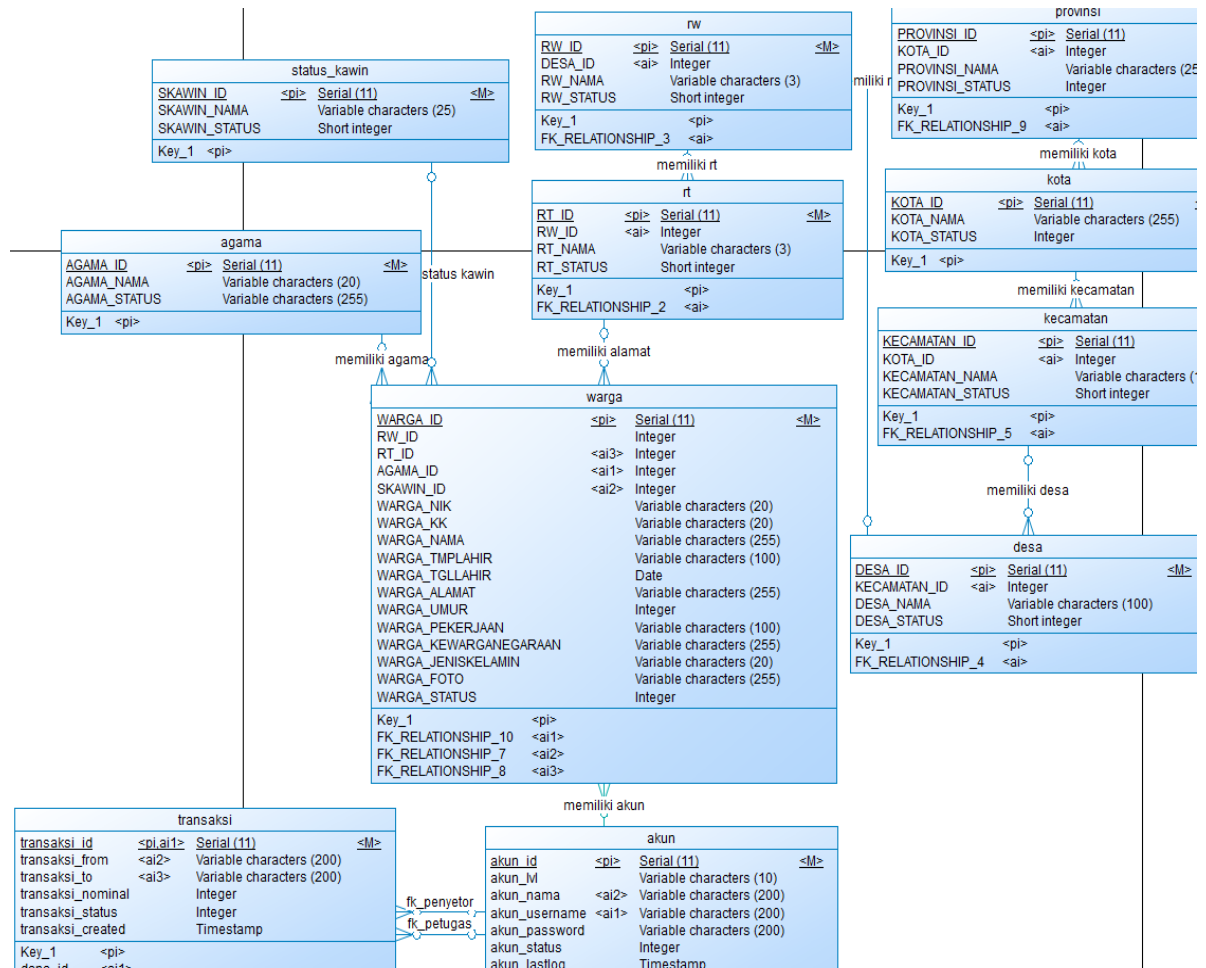 status_kawin
SKAWIN_ID <pi> Serial (11) <M>
SKAWIN_NAMA Variable characters (25)
SKAWIN_STATUS Short integer
Key_1 <pi>
rw
RW_ID <pi> Serial (11) <M>
DESA_ID <ai> Integer
RW_NAMA Variable characters (3)
RW_STATUS Short integer
Key_1 <pi>
FK_RELATIONSHIP_3 <ai>
provinsi
PROVINSI_ID <pi> Serial (11)
KOTA_ID <ai> Integer
PROVINSI_NAMA Variable characters (25
PROVINSI_STATUS Integer
Key_1 <pi>
FK_RELATIONSHIP_9 <ai>
miliki r
memiliki rt
memiliki kota
rt
RT_ID <pi> Serial (11) <M>
RW_ID <ai> Integer
RT_NAMA Variable characters (3)
RT_STATUS Short integer
Key_1 <pi>
FK_RELATIONSHIP_2 <ai>
kota
KOTA_ID <pi> Serial (11)
KOTA_NAMA Variable characters (255)
KOTA_STATUS Integer
Key_1 <pi>
agama
AGAMA_ID <pi> Serial (11) <M>
AGAMA_NAMA Variable characters (20)
AGAMA_STATUS Variable characters (255)
Key_1 <pi>
status kawin
memiliki kecamatan
memiliki agama
memiliki alamat
kecamatan
KECAMATAN_ID <pi> Serial (11)
KOTA_ID <ai> Integer
KECAMATAN_NAMA Variable characters (
KECAMATAN_STATUS Short integer
Key_1 <pi>
FK_RELATIONSHIP_5 <ai>
memiliki desa
warga
WARGA_ID <pi> Serial (11) <M>
RW_ID Integer
RT_ID <ai3> Integer
AGAMA_ID <ai1> Integer
SKAWIN_ID <ai2> Integer
WARGA_NIK Variable characters (20)
WARGA_KK Variable characters (20)
WARGA_NAMA Variable characters (255)
WARGA_TMPLAHIR Variable characters (100)
WARGA_TGLLAHIR Date
WARGA_ALAMAT Variable characters (255)
WARGA_UMUR Integer
WARGA_PEKERJAAN Variable characters (100)
WARGA_KEWARGANEGARAAN Variable characters (255)
WARGA_JENISKELAMIN Variable characters (20)
WARGA_FOTO Variable characters (255)
WARGA_STATUS Integer
Key_1 <pi>
FK_RELATIONSHIP_10 <ai1>
FK_RELATIONSHIP_7 <ai2>
FK_RELATIONSHIP_8 <ai3>
desa
DESA_ID <pi> Serial (11) <M>
KECAMATAN_ID <ai> Integer
DESA_NAMA Variable characters (100)
DESA_STATUS Short integer
Key_1 <pi>
FK_RELATIONSHIP_4 <ai>
memiliki akun
transaksi
transaksi_id <pi,ai1> Serial (11) <M>
transaksi_from <ai2> Variable characters (200)
transaksi_to <ai3> Variable characters (200)
transaksi_nominal Integer
transaksi_status Integer
transaksi_created Timestamp
Key_1 <pi>
fk_penyetor
fk_petugas
akun
akun_id <pi> Serial (11) <M>
akun_lvl Variable characters (10)
akun_nama <ai2> Variable characters (200)
akun_username <ai1> Variable characters (200)
akun_password Variable characters (200)
akun_status Integer
akun_lastlog Timestamp